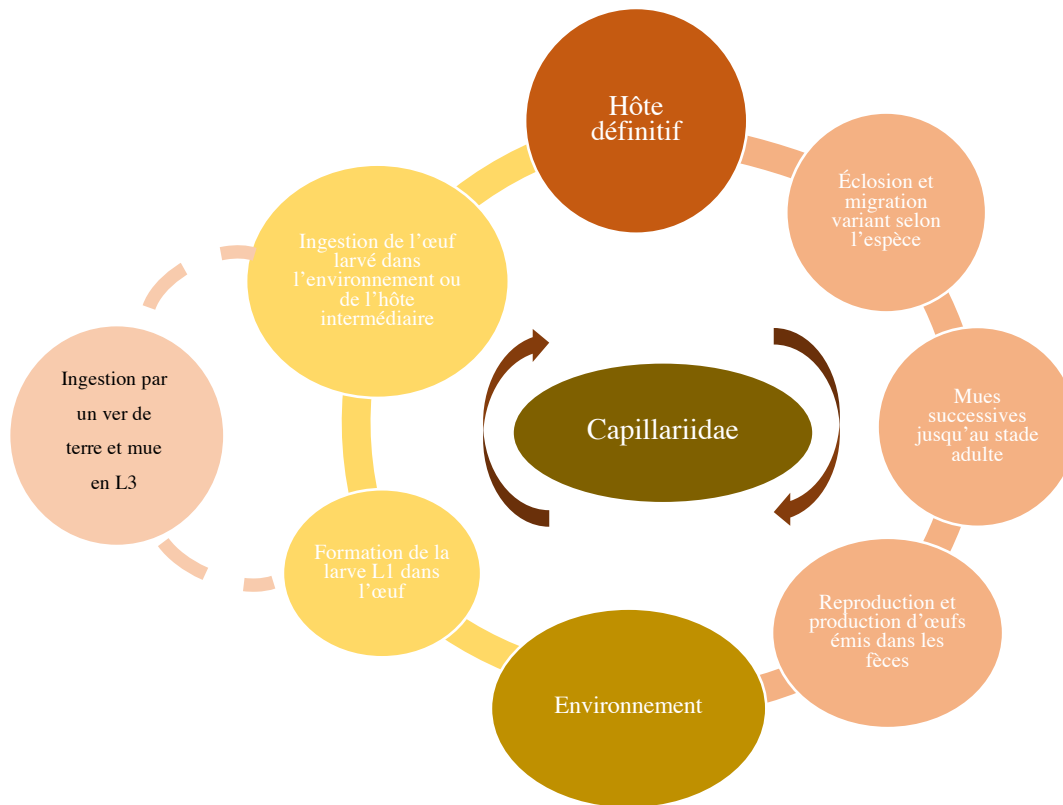 Hôte
définitif
Éclosion et
migration
variant selon
l’espèce
Mues
successives
jusqu’au stade
adulte
Reproduction et
production d’œufs
émis dans les
fèces
Environnement
Formation de la
larve L1 dans
l’œuf
Ingestion par
un ver de
terre et mue
en L3
Ingestion de l’œuf
larvé dans
l’environnement ou
de l’hôte
intermédiaire
Capillariidae